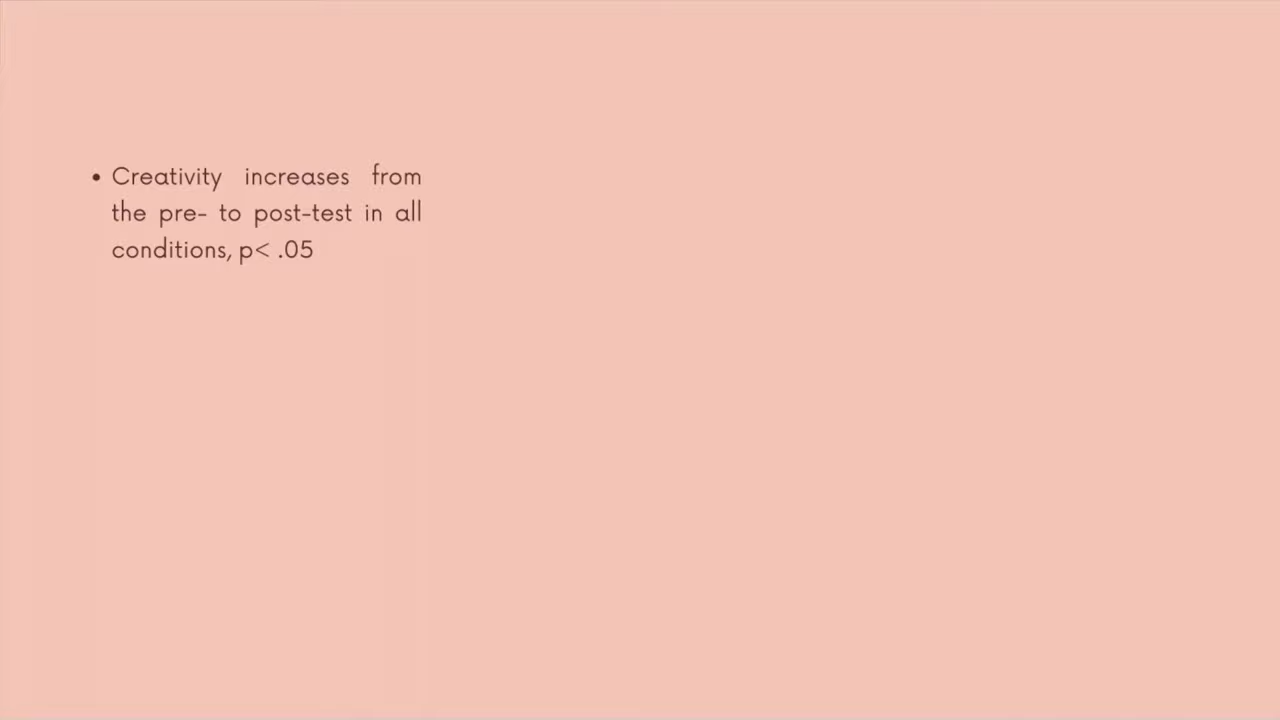 • Creativity increases from
the pre- to post-test in all
conditions, p< .05